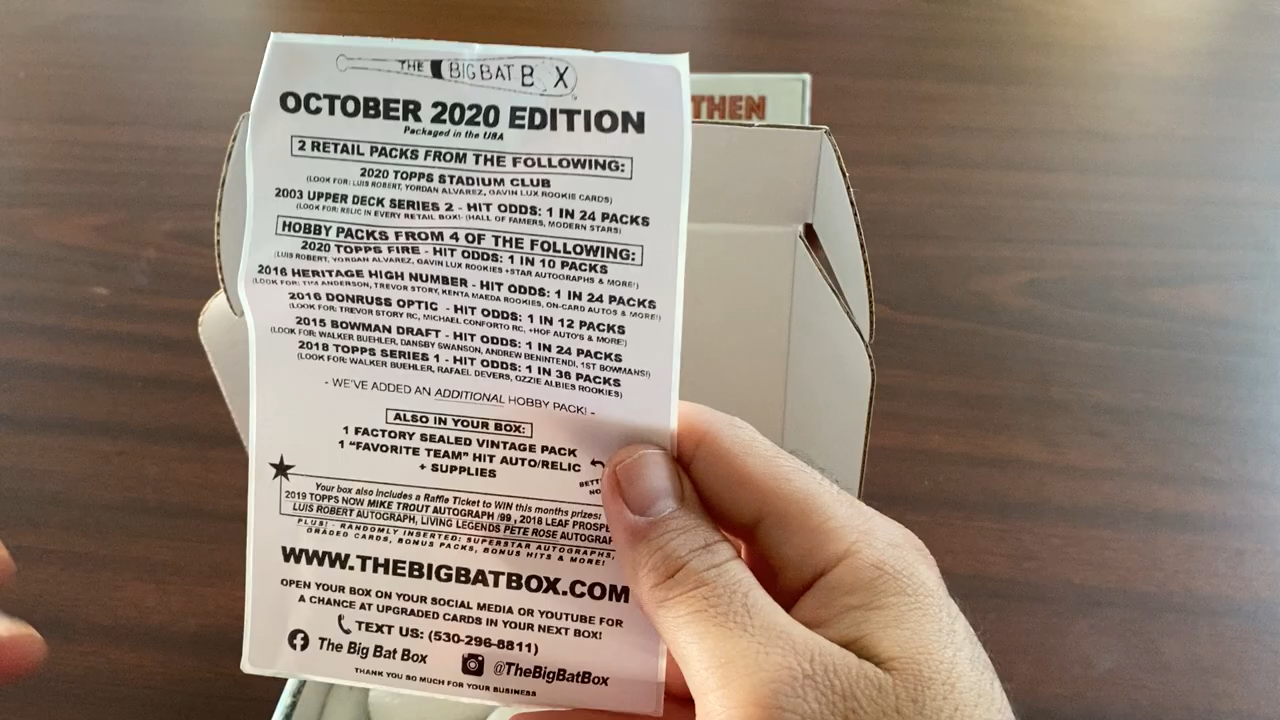 THE BIG BAT BOX
THEN
OCTOBER 2020 EDITION
Packaged in the USA
2 RETAIL PACKS FROM THE FOLLOWING:
2020 TOPPS STADIUM CLUB
(LOOK FOR: LUIS ROBERT, YORDAN ALVAREZ, GAVIN LUX ROOKIE CARDS)
2003 UPPER DECK SERIES 2 - HIT ODDS: 1 IN 24 PACKS
(LOOK FOR: RELIC IN EVERY RETAIL BOX!- (HALL OF FAMERS, MODERN STARS)
HOBBY PACKS FROM 4 OF THE FOLLOWING:
2020 TOPPS FIRE - HIT ODDS: 1 IN 10 PACKS
(LUIS ROBERT, YORDAN ALVAREZ, GAVIN LUX ROOKIES +STAR AUTOGRAPHS & MORE!)
2016 HERITAGE HIGH NUMBER - HIT ODDS: 1 IN 24 PACKS
(LOOK FOR: TIM ANDERSON, TREVOR STORY, KENTA MAEDA ROOKIES, ON-CARD AUTOS & MORE!)
2016 DONRUSS OPTIC - HIT ODDS: 1 IN 12 PACKS
(LOOK FOR: TREVOR STORY RC, MICHAEL CONFORTO RC, +HOF AUTO'S & MORE!)
2015 BOWMAN DRAFT - HIT ODDS: 1 IN 24 PACKS
(LOOK FOR: WALKER BUEHLER, DANSBY SWANSON, ANDREW BENINTENDI, 1ST BOWMANS!)
2018 TOPPS SERIES 1 - HIT ODDS: 1 IN 36 PACKS
(LOOK FOR: WALKER BUEHLER, RAFAEL DEVERS, OZZIE ALBIES ROOKIES)
- WE'VE ADDED AN ADDITIONAL HOBBY PACK! -
ALSO IN YOUR BOX:
1 FACTORY SEALED VINTAGE PACK
1 "FAVORITE TEAM" HIT AUTO/RELIC
+ SUPPLIES
Your box also includes a Raffle Ticket to WIN this months prizes:
2019 TOPPS NOW MIKE TROUT AUTOGRAPH /99, 2018 LEAF
LUIS ROBERT AUTOGRAPH, LIVING LEGENDS PETE ROSE
PLUS! - RANDOMLY INSERTED: SUPERSTAR AUTOGRAPHS,
GRADED CARDS, BONUS PACKS, BONUS HITS & MORE!
WWW.THEBIGBATBOX.COM
OPEN YOUR BOX ON YOUR SOCIAL MEDIA OR YOUTUBE FOR
A CHANCE AT UPGRADED CARDS IN YOUR NEXT BOX!
TEXT US: (530-296-8811)
The Big Bat Box @TheBigBatBox
THANK YOU SO MUCH FOR YOUR BUSINESS